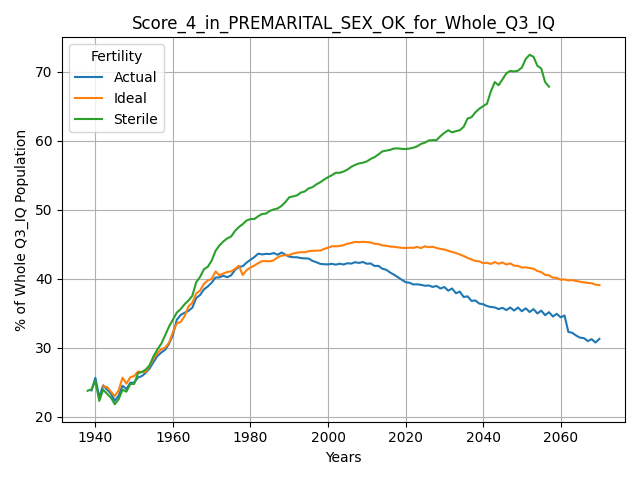 Score_4_in_PREMARITAL_SEX_OK_for_Whole_Q3_IQ
Fertility
Actual
Ideal
Sterile
% of Whole Q3_IQ Population
70
60
50
40
30
20
1940 1960 1980 2000 2020 2040 2060
Years